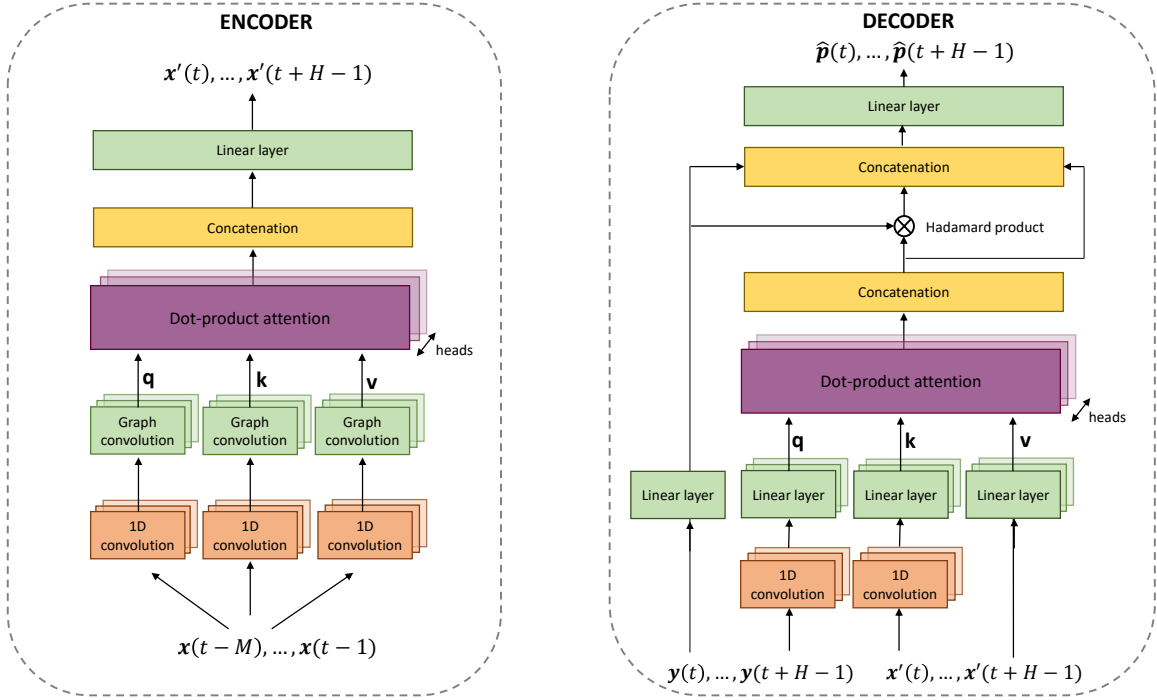 ENCODER
𝒙′(t), … , 𝒙′(t + H − 1)
Linear layer
Concatenation
Dot-product attention
heads
q
k
v
Graph
convolution
Graph
convolution
Graph
convolution
1D
convolution
1D
convolution
1D
convolution
𝒙(t − M), … , 𝒙(t − 1)
DECODER
𝒑̂(t), … , 𝒑̂(t + H − 1)
Linear layer
Concatenation
Hadamard product
Concatenation
Dot-product attention
heads
q
k
v
Linear layer
Linear layer
Linear layer
Linear layer
1D
convolution
1D
convolution
𝒚(t), … , 𝒚(t + H − 1)
𝒙′(t), … , 𝒙′(t + H − 1)